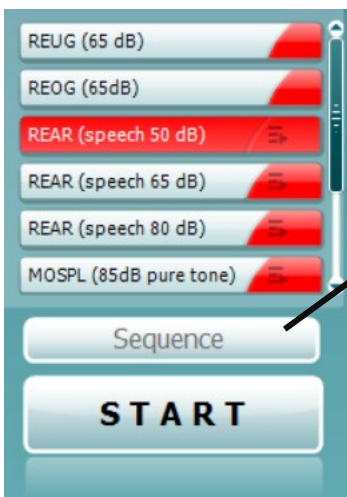 REUG (65 dB)
REOG (65dB)
REAR (speech 50 dB)
REAR (speech 65 dB)
REAR (speech 80 dB)
MOSPL (85dB pure tone)
Sequence
START